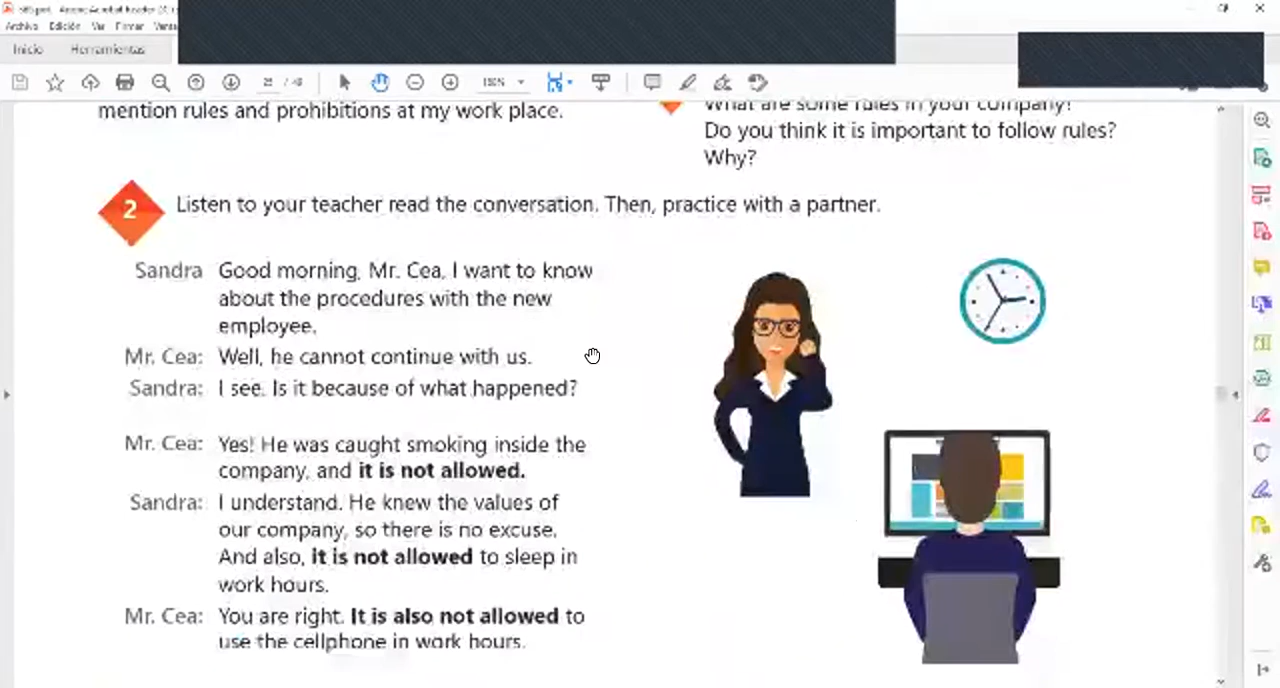 Archivo Edición Ver Firmar
Inicio Herramientas
mention rules and prohibitions at my work place.
What are some rules in your company?
Do you think it is important to follow rules?
Why?
2 Listen to your teacher read the conversation. Then, practice with a partner.
Sandra Good morning, Mr. Cea, I want to know
about the procedures with the new
employee.
Mr. Cea: Well, he cannot continue with us.
Sandra: I see. Is it because of what happened?
Mr. Cea: Yes! He was caught smoking inside the
company, and it is not allowed.
Sandra: I understand. He knew the values of
our company, so there is no excuse.
And also, it is not allowed to sleep in
work hours.
Mr. Cea: You are right. It is also not allowed to
use the cellphone in work hours.